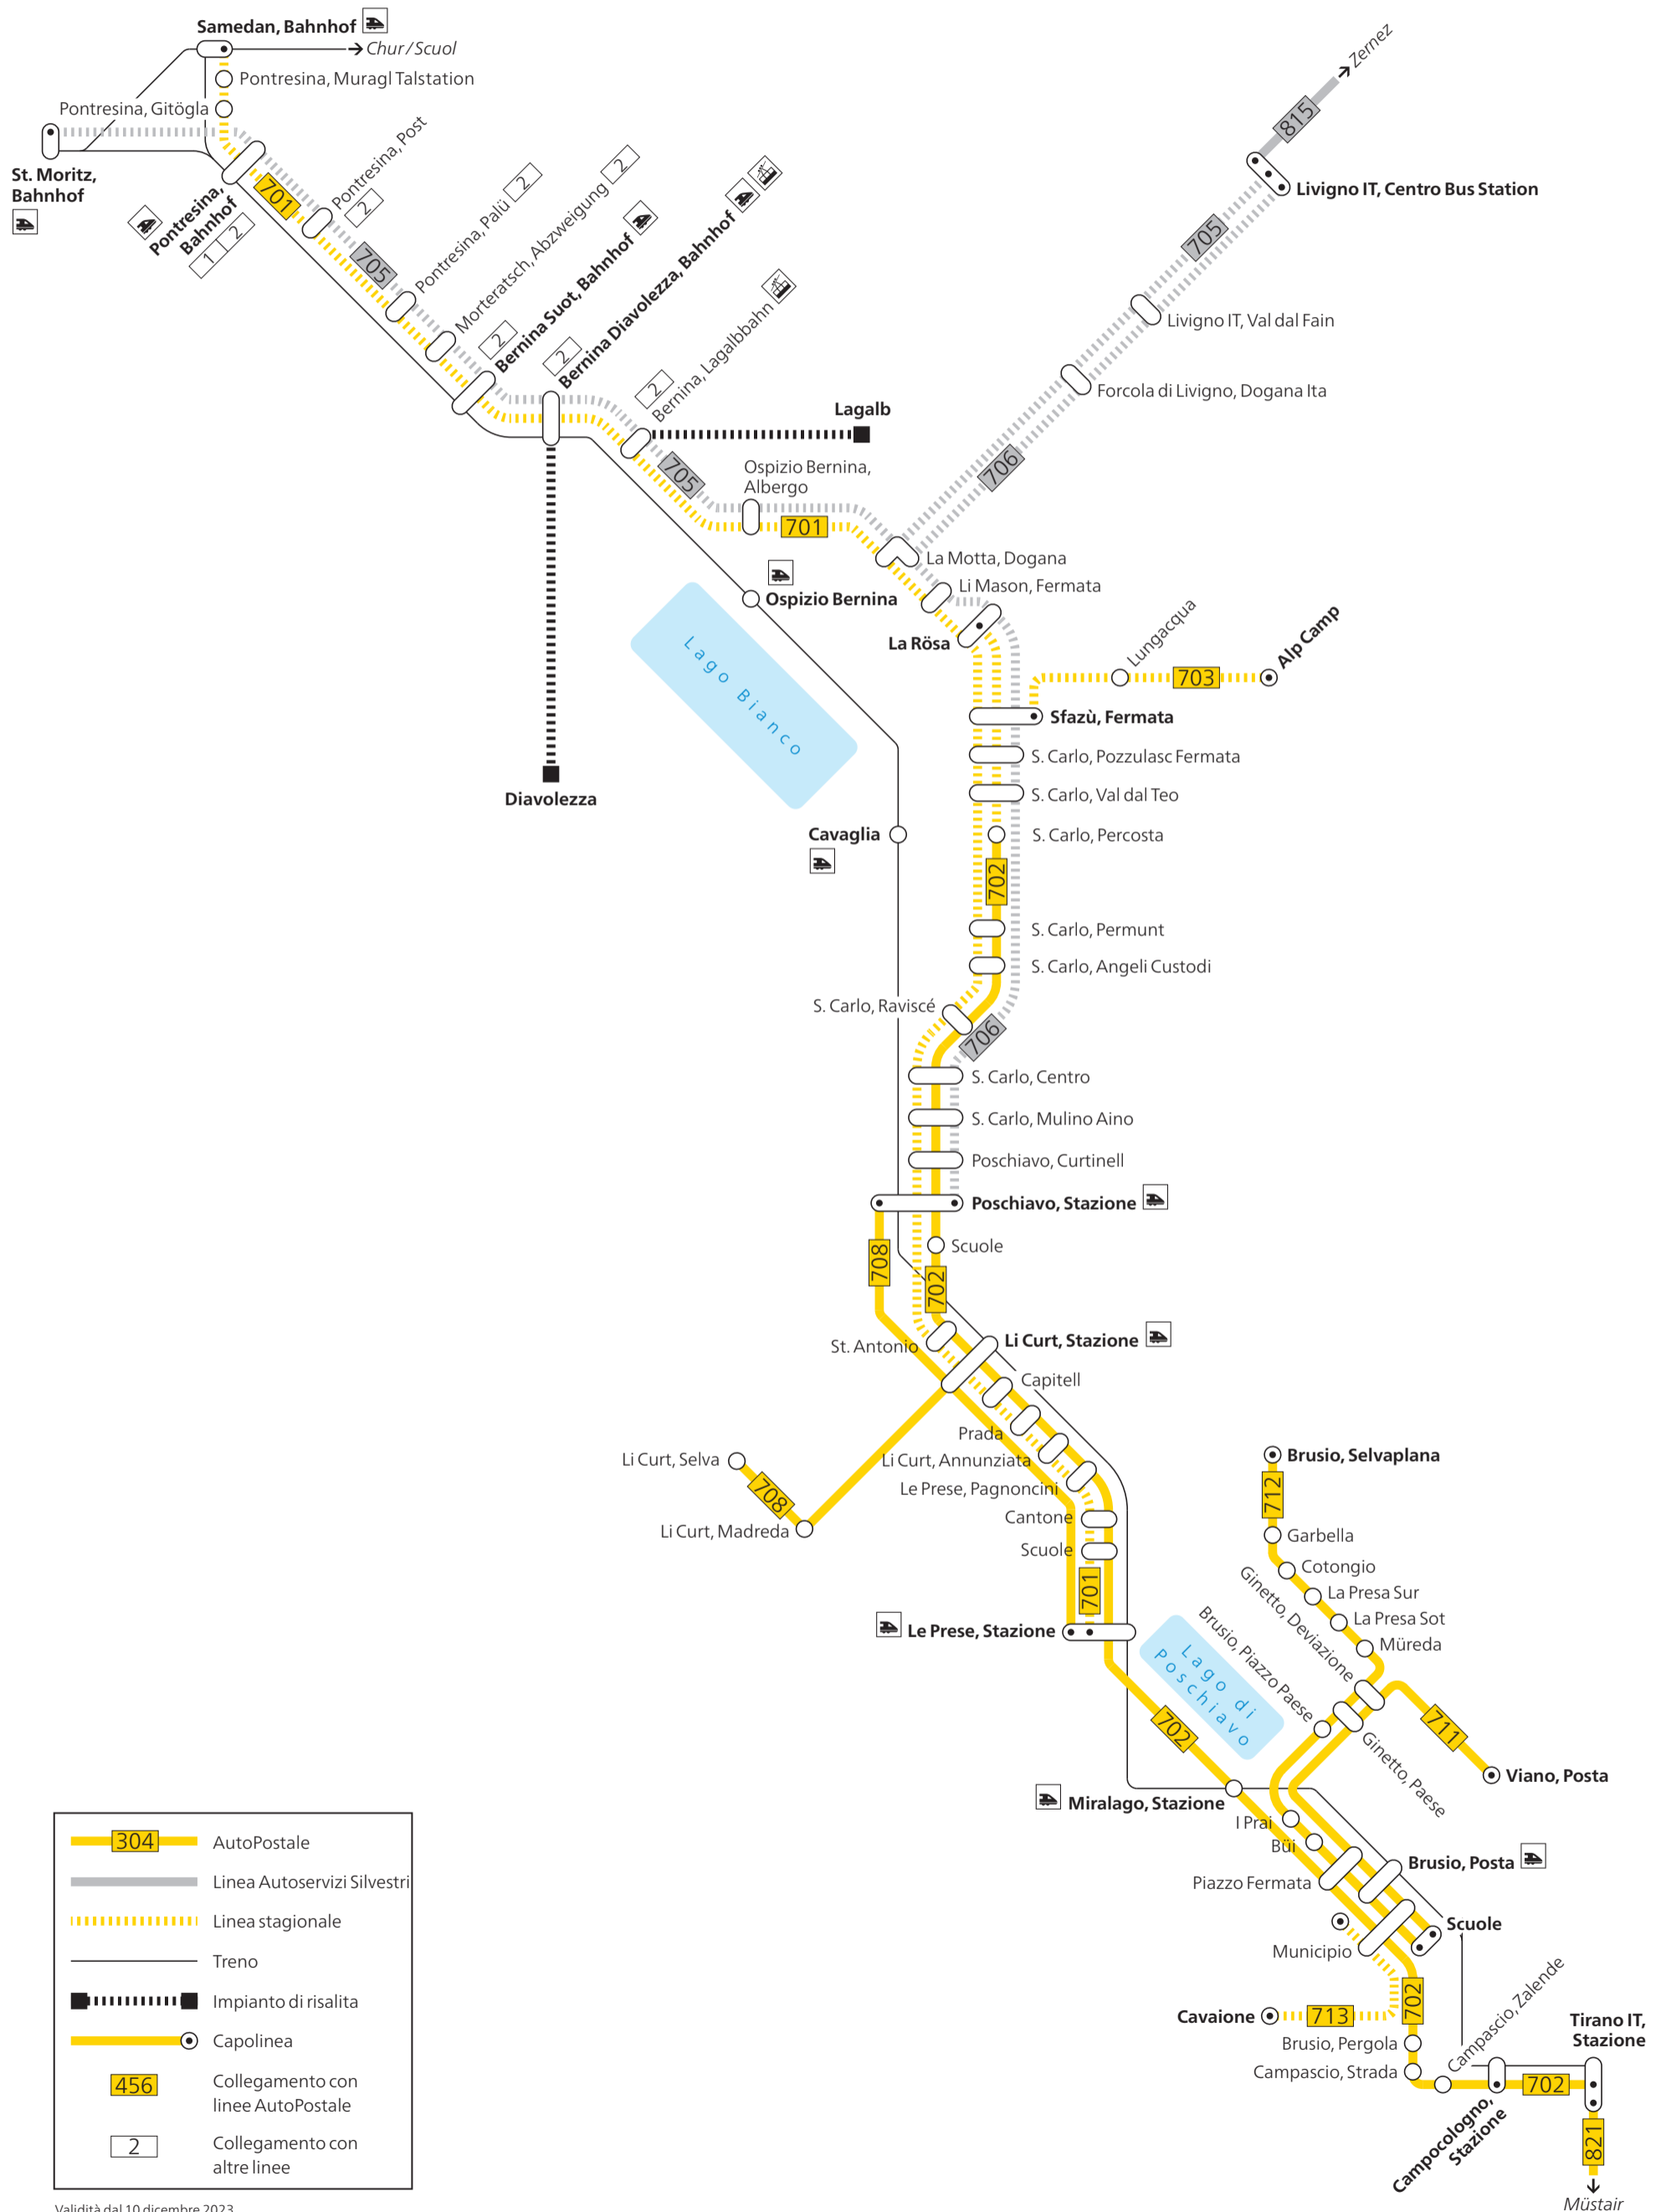 Samedan, Bahnhof
Chur / Scuol
Pontresina, Muragl Talstation
Pontresina, Gitögla
St. Moritz,
Bahnhof
Pontresina,
Bahnhof
1
2
701
Pontresina, Post
2
705
Pontresina, Palü
2
Morteratsch, Abzweigung
2
Bernina Suot, Bahnhof
2
Bernina Diavolezza, Bahnhof
2
Bernina, Lagalbbahn
2
Lagalb
705
Ospizio Bernina,
Albergo
701
Zernez
815
Livigno IT, Centro Bus Station
705
Livigno IT, Val dal Fain
Forcola di Livigno, Dogana Ita
706
La Motta, Dogana
Li Mason, Fermata
Ospizio Bernina
La Rösa
Lago Bianco
Lungacqua
703
Alp Camp
Sfazù, Fermata
S. Carlo, Pozzulasc Fermata
S. Carlo, Val dal Teo
Diavolezza
Cavaglia
S. Carlo, Percosta
702
S. Carlo, Permunt
S. Carlo, Angeli Custodi
S. Carlo, Raviscé
706
S. Carlo, Centro
S. Carlo, Mulino Aino
Poschiavo, Curtinell
Poschiavo, Stazione
Scuole
708
702
St. Antonio
Li Curt, Stazione
Capitell
Prada
Li Curt, Annunziata
Le Prese, Pagnoncini
Cantone
Scuole
701
Li Curt, Selva
708
Li Curt, Madreda
Le Prese, Stazione
Brusio, Selvaplana
712
Garbella
Cotongio
La Presa Sur
La Presa Sot
Müreda
Ginetto, Deviazione
Brusio, Piazzo Paese
Lago di
Poschiavo
702
711
Ginetto, Paese
Viano, Posta
Miralago, Stazione
I Prai
Büi
Piazzo Fermata
Brusio, Posta
Scuole
Municipio
Cavaione
713
702
Brusio, Pergola
Campascio, Strada
Campascio, Zalende
Tirano IT,
Stazione
702
Campocologno,
Stazione
821
Müstair
304
AutoPostale
Linea Autoservizi Silvestri
Linea stagionale
Treno
Impianto di risalita
Capolinea
456
Collegamento con
linee AutoPostale
2
Collegamento con
altre linee
Validità dal 10 dicembre 2023